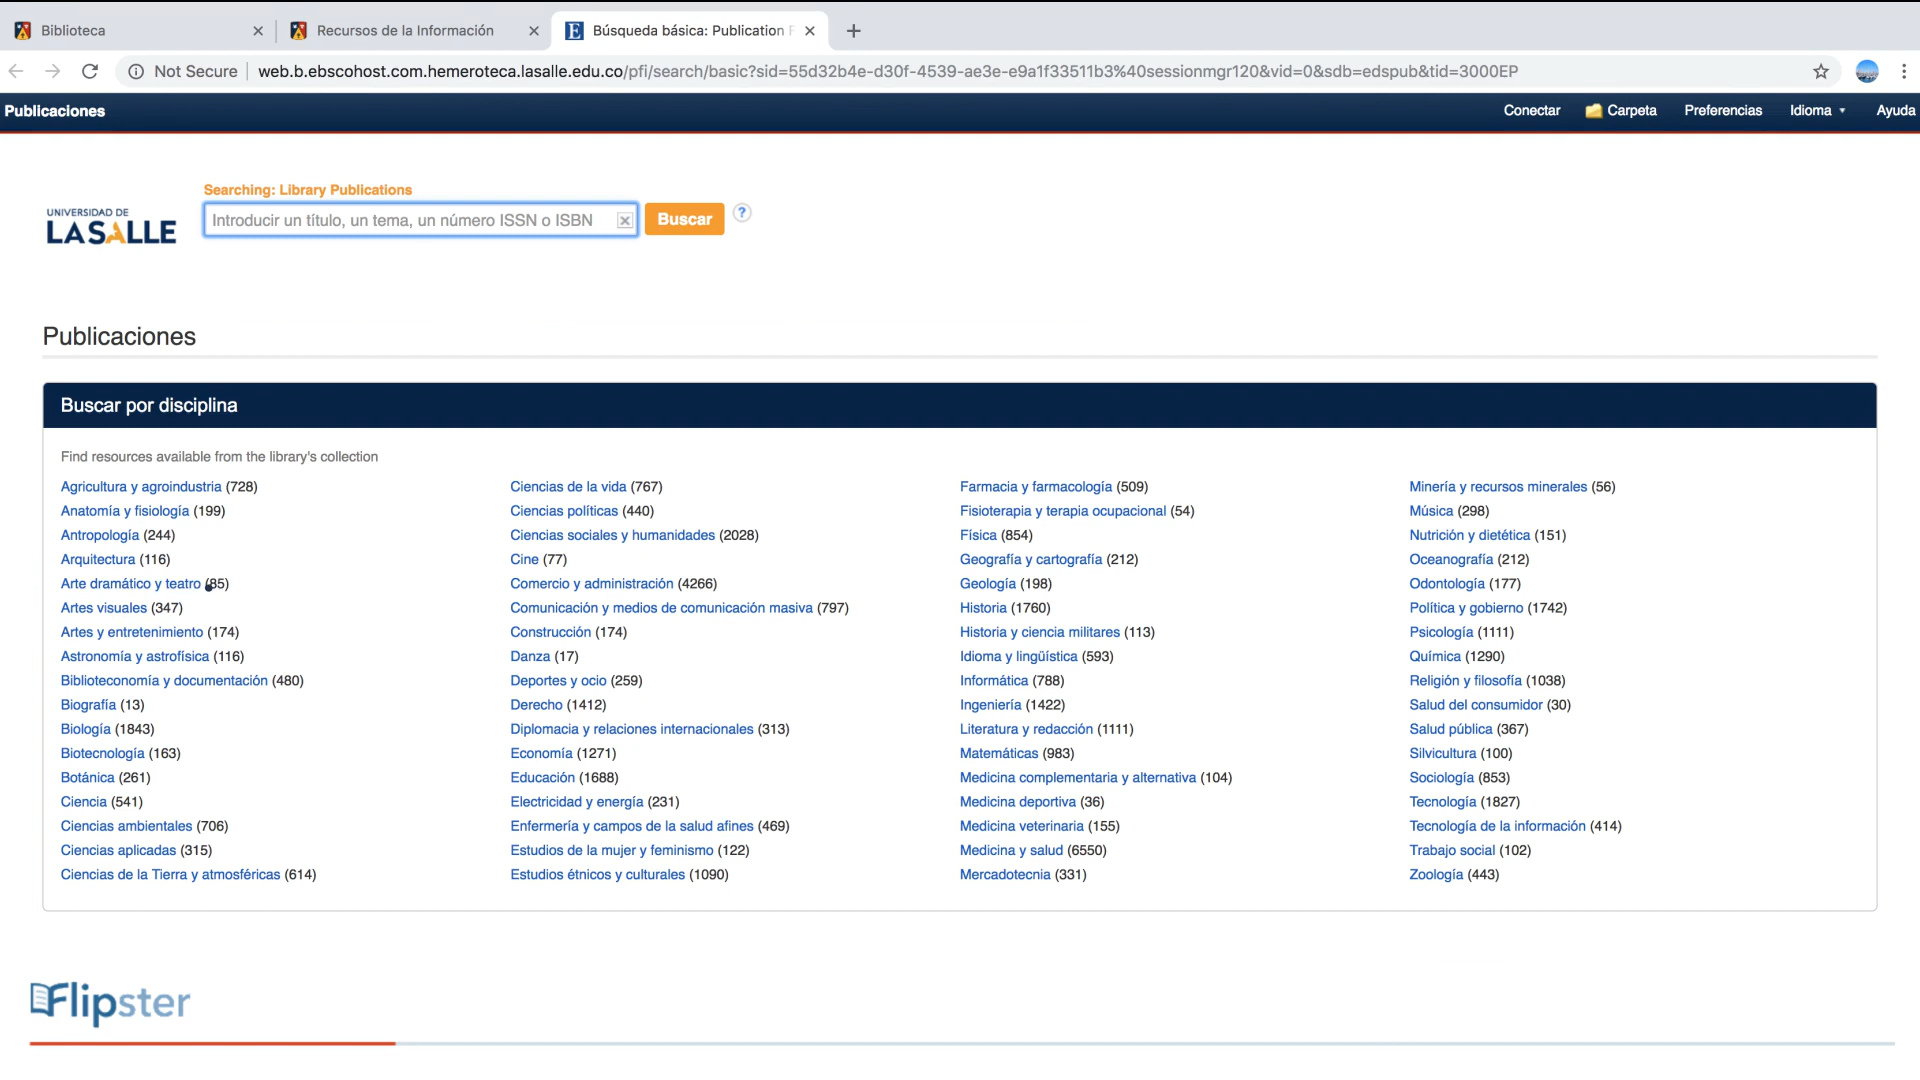 Biblioteca
Recursos de la Información
Búsqueda básica: Publication F
Not Secure
web.b.ebscohost.com.hemeroteca.lasalle.edu.co/pfi/search/basic?sid=55d32b4e-d30f-4539-ae3e-e9a1f33511b3%40sessionmgr120&vid=0&sdb=edspub&tid=3000EP
Publicaciones
Conectar
Carpeta
Preferencias
Idioma
Ayuda
UNIVERSIDAD DE
LASALLE
Searching: Library Publications
Introducir un título, un tema, un número ISSN o ISBN
Buscar
?
Publicaciones
Buscar por disciplina
Find resources available from the library's collection
Agricultura y agroindustria (728)
Anatomía y fisiología (199)
Antropología (244)
Arquitectura (116)
Arte dramático y teatro (85)
Artes visuales (347)
Artes y entretenimiento (174)
Astronomía y astrofísica (116)
Biblioteconomía y documentación (480)
Biografía (13)
Biología (1843)
Biotecnología (163)
Botánica (261)
Ciencia (541)
Ciencias ambientales (706)
Ciencias aplicadas (315)
Ciencias de la Tierra y atmosféricas (614)
Ciencias de la vida (767)
Ciencias políticas (440)
Ciencias sociales y humanidades (2028)
Cine (77)
Comercio y administración (4266)
Comunicación y medios de comunicación masiva (797)
Construcción (174)
Danza (17)
Deportes y ocio (259)
Derecho (1412)
Diplomacia y relaciones internacionales (313)
Economía (1271)
Educación (1688)
Electricidad y energía (231)
Enfermería y campos de la salud afines (469)
Estudios de la mujer y feminismo (122)
Estudios étnicos y culturales (1090)
Farmacia y farmacología (509)
Fisioterapia y terapia ocupacional (54)
Física (854)
Geografía y cartografía (212)
Geología (198)
Historia (1760)
Historia y ciencia militares (113)
Idioma y lingüística (593)
Informática (788)
Ingeniería (1422)
Literatura y redacción (1111)
Matemáticas (983)
Medicina complementaria y alternativa (104)
Medicina deportiva (36)
Medicina veterinaria (155)
Medicina y salud (6550)
Mercadotecnia (331)
Minería y recursos minerales (56)
Música (298)
Nutrición y dietética (151)
Oceanografía (212)
Odontología (177)
Política y gobierno (1742)
Psicología (1111)
Química (1290)
Religión y filosofía (1038)
Salud del consumidor (30)
Salud pública (367)
Silvicultura (100)
Sociología (853)
Tecnología (1827)
Tecnología de la información (414)
Trabajo social (102)
Zoología (443)
Flipster